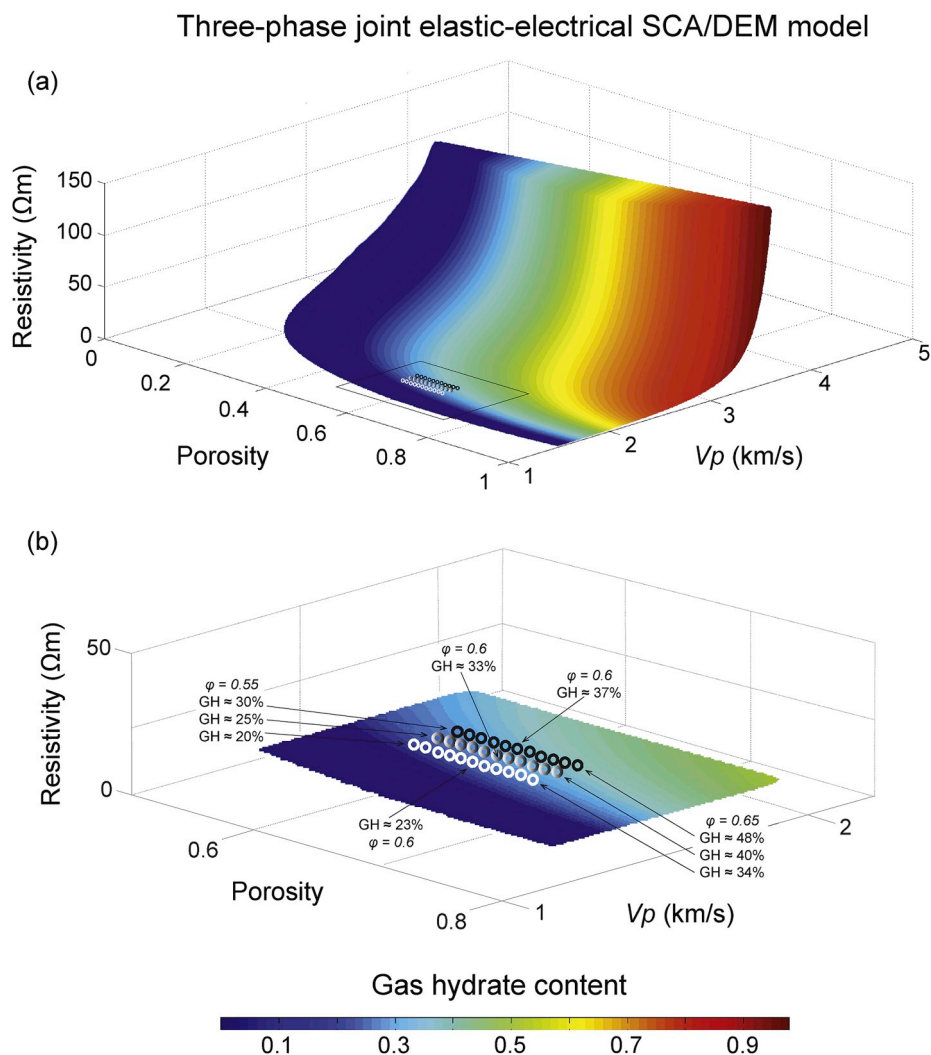 Three-phase joint elastic-electrical SCA/DEM model
(a)
150
100
50
0
Resistivity (Ωm)
0
0.2
0.4
0.6
0.8
1
Porosity
1
2
3
4
5
Vp (km/s)
(b)
50
0
Resistivity (Ωm)
φ = 0.6
GH ≈ 33%
φ = 0.6
GH ≈ 37%
φ = 0.55
GH ≈ 30%
GH ≈ 25%
GH ≈ 20%
GH ≈ 23%
φ = 0.6
φ = 0.65
GH ≈ 48%
GH ≈ 40%
GH ≈ 34%
0.6
0.8
Porosity
1
2
Vp (km/s)
Gas hydrate content
0.1 0.3 0.5 0.7 0.9